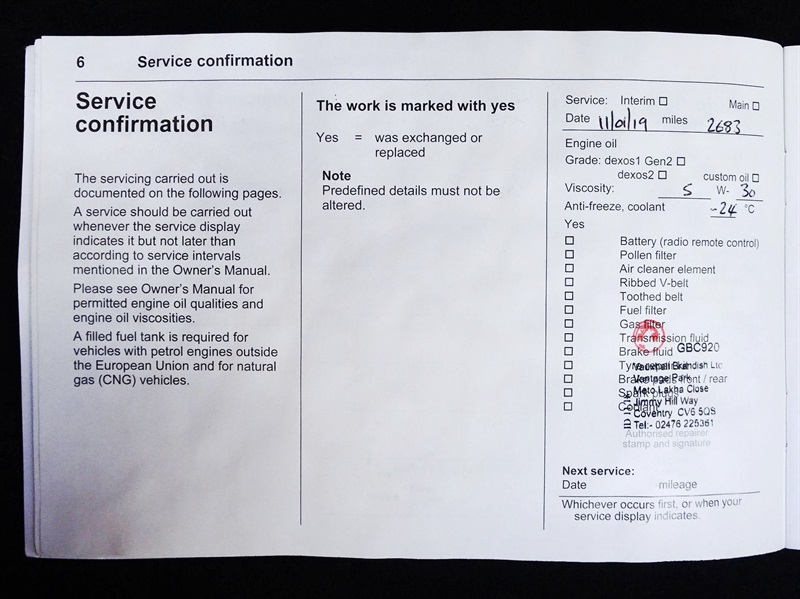 6 Service confirmation
Service
confirmation
The servicing carried out is
documented on the following pages.
A service should be carried out
whenever the service display
indicates it but not later than
according to service intervals
mentioned in the Owner's Manual.
Please see Owner's Manual for
permitted engine oil qualities and
engine oil viscosities.
A filled fuel tank is required for
vehicles with petrol engines outside
the European Union and for natural
gas (CNG) vehicles.
The work is marked with yes
Yes = was exchanged or
replaced
Note
Predefined details must not be
altered.
Service: Interim ☐ Main ☐
Date 11/01/19 miles 2683
Engine oil
Grade: dexos1 Gen2 ☐
dexos2 ☐ custom oil ☐
Viscosity: 5 W- 30
Anti-freeze, coolant -24 °C
Yes
☐ Battery (radio remote control)
☐ Pollen filter
☐ Air cleaner element
☐ Ribbed V-belt
☐ Toothed belt
☐ Fuel filter
☐ Gas filter
☐ Transmission fluid
☐ Brake fluid
GBC920
☐
☐ Brake front / rear
☐
☐ Coolant
Vantage Park
Jimmy Hill Way
Coventry CV6 5QS
Tel:- 02476 225361
Authorised repairer
stamp and signature
Next service:
Date mileage
Whichever occurs first, or when your
service display indicates.